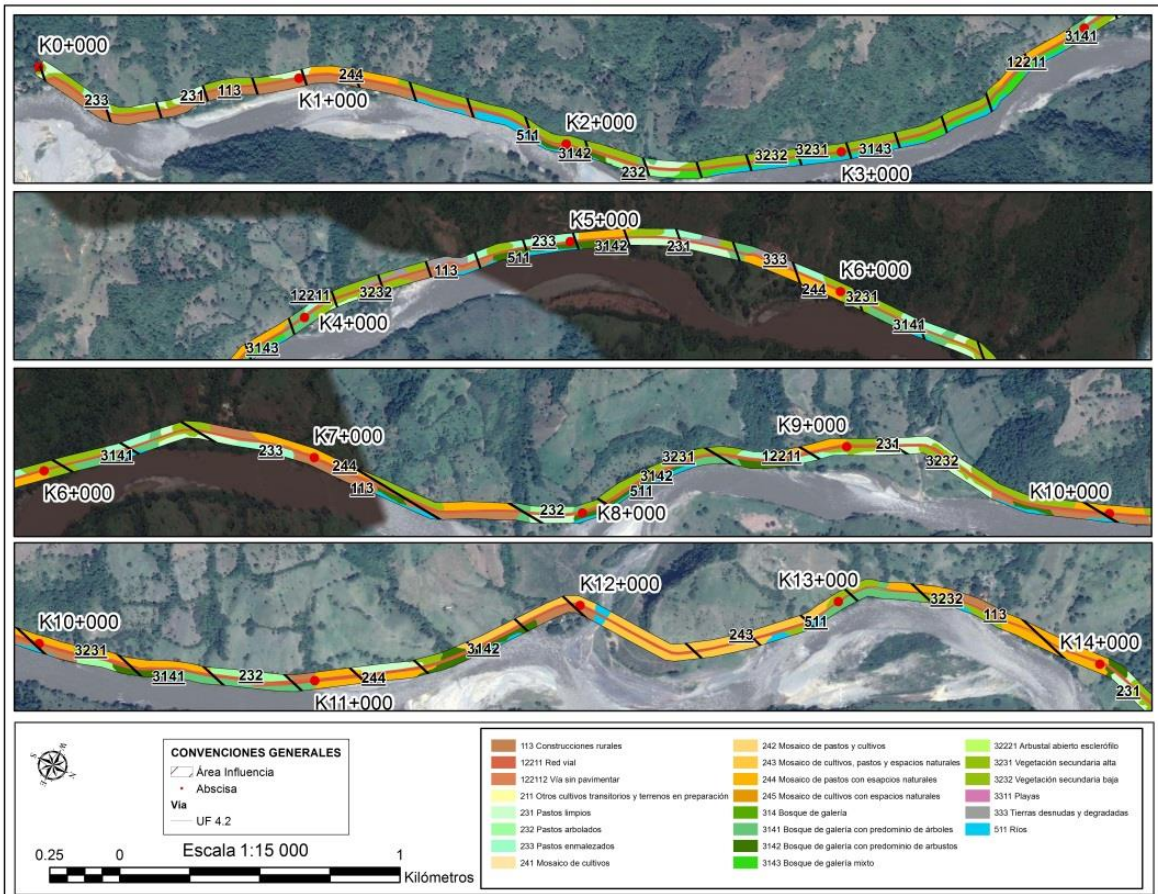 K0+000
233
231
113
K1+000
244
511
K2+000
3142
232
3232
3231
K3+000
3143
12211
3141
3143
12211
K4+000
3232
113
511
233
K5+000
3142
231
333
244
K6+000
3231
3141
K6+000
3141
233
K7+000
244
113
232
K8+000
511
3142
3231
12211
K9+000
231
3232
K10+000
K10+000
3231
3141
232
K11+000
244
3142
K12+000
243
511
K13+000
3232
113
K14+000
231
CONVENCIONES GENERALES
Área Influencia
Abscisa
Vía
UF 4.2
Escala 1:15 000
0.25 0 1
Kilómetros
113 Construcciones rurales
12211 Red vial
122112 Vía sin pavimentar
211 Otros cultivos transitorios y terrenos en preparación
231 Pastos limpios
232 Pastos arbolados
233 Pastos enmalezados
241 Mosaico de cultivos
242 Mosaico de pastos y cultivos
243 Mosaico de cultivos, pastos y espacios naturales
244 Mosaico de pastos con esapcios naturales
245 Mosaico de cultivos con espacios naturales
314 Bosque de galería
3141 Bosque de galería con predominio de árboles
3142 Bosque de galería con predominio de arbustos
3143 Bosque de galería mixto
32221 Arbustal abierto esclerófilo
3231 Vegetación secundaria alta
3232 Vegetación secundaria baja
3311 Playas
333 Tierras desnudas y degradadas
511 Ríos